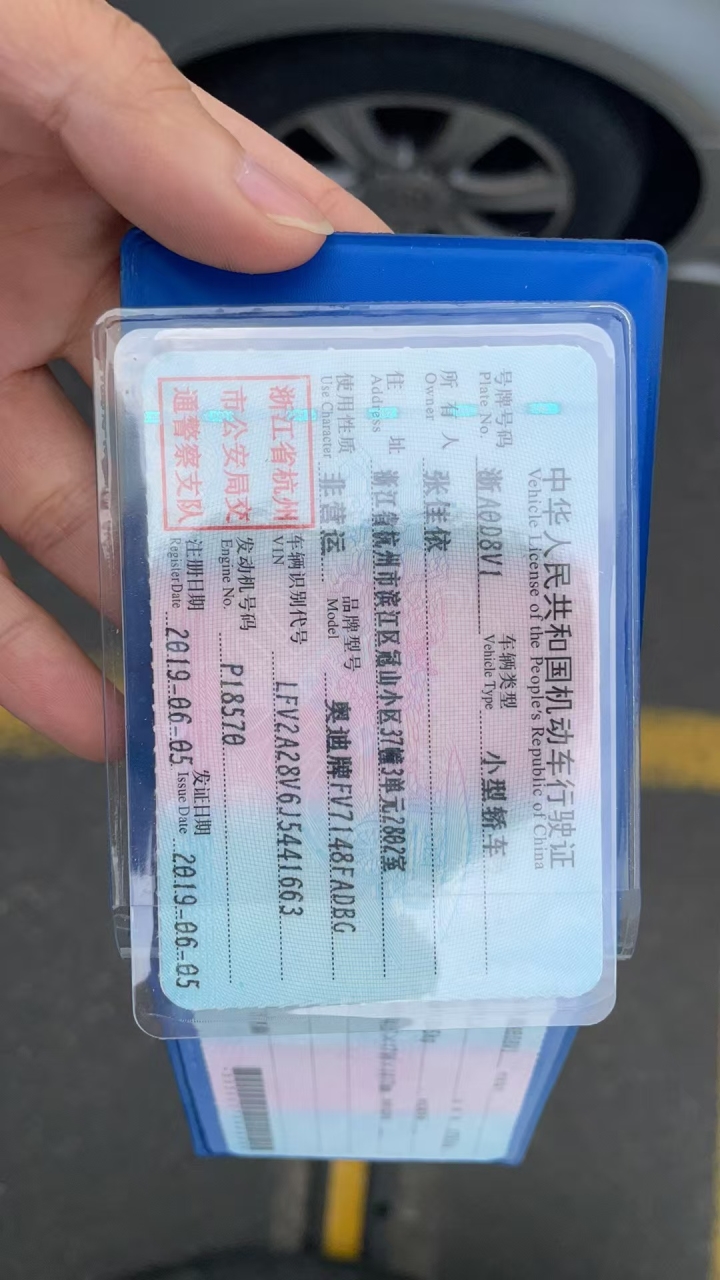 中华人民共和国机动车行驶证
Vehicle License of the People's Republic of China
号牌号码 浙A0D8V1 车辆类型 小型轿车
Plate No. Vehicle Type
所有人 张佳依
Owner
住址 浙江省杭州市滨江区冠山小区37幢3单元2802室
Address
使用性质 非营运 品牌型号 奥迪牌FV7148FADBG
Use Character Model
车辆识别代号 LFV2A28V6J5441663
VIN
发动机号码 P18570
Engine No.
注册日期 2019-06-05 发证日期 2019-06-05
Register Date Issue Date
浙江省杭州
市公安局交
通警察支队